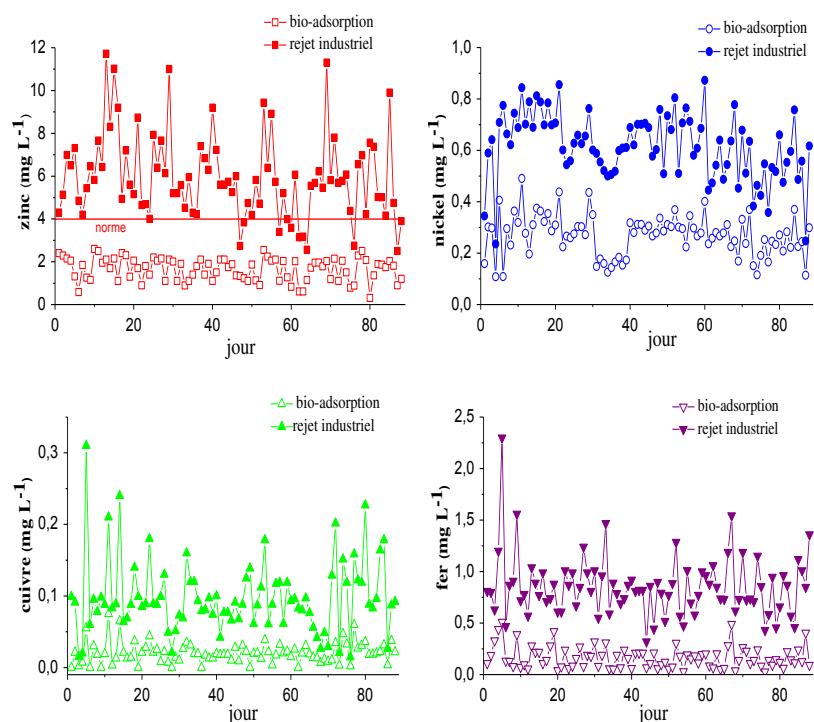 bio-adsorption
rejet industriel
14
12
10
8
6
4
2
0
zinc (mg L⁻¹)
norme
0 20 40 60 80
jour
bio-adsorption
rejet industriel
1,0
0,8
0,6
0,4
0,2
0,0
nickel (mg L⁻¹)
0 20 40 60 80
jour
bio-adsorption
rejet industriel
0,3
0,2
0,1
0,0
cuivre (mg L⁻¹)
0 20 40 60 80
jour
bio-adsorption
rejet industriel
2,5
2,0
1,5
1,0
0,5
0,0
fer (mg L⁻¹)
0 20 40 60 80
jour